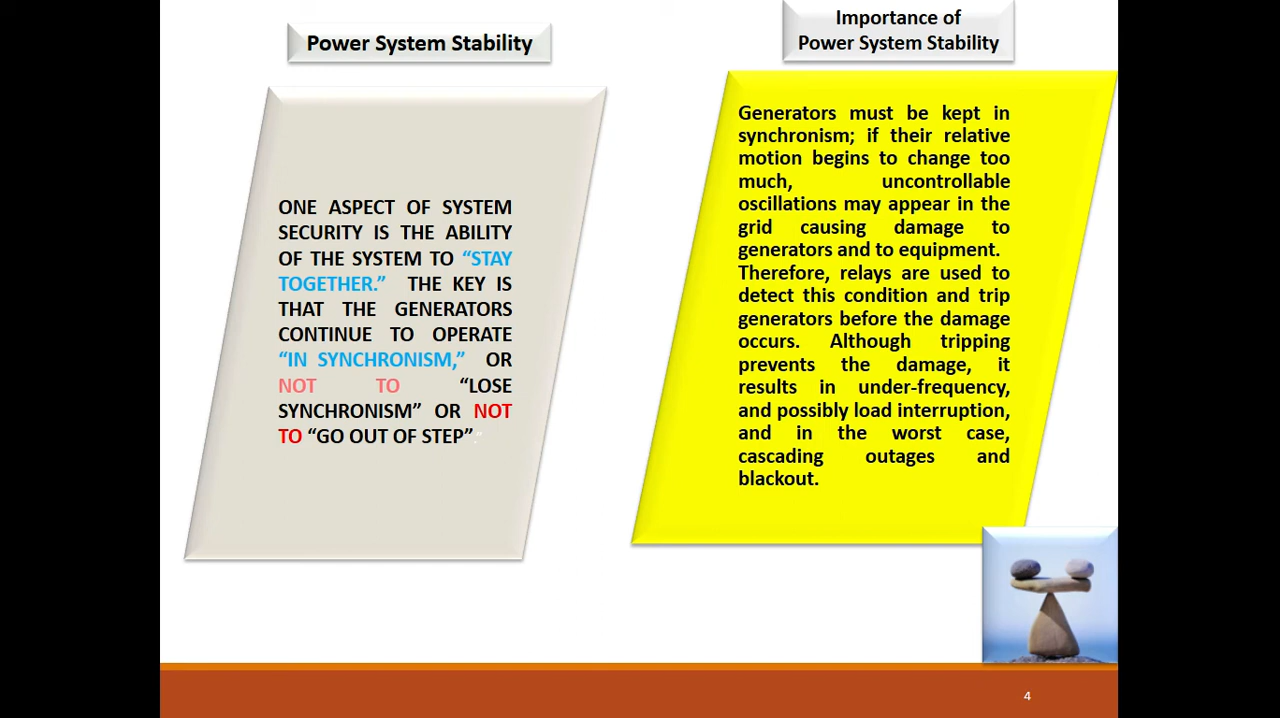 Power System Stability
ONE ASPECT OF SYSTEM
SECURITY IS THE ABILITY
OF THE SYSTEM TO “STAY
TOGETHER.” THE KEY IS
THAT THE GENERATORS
CONTINUE TO OPERATE
“IN SYNCHRONISM,” OR
NOT TO “LOSE
SYNCHRONISM” OR NOT
TO “GO OUT OF STEP”.”
Importance of
Power System Stability
Generators must be kept in
synchronism; if their relative
motion begins to change too
much, uncontrollable
oscillations may appear in the
grid causing damage to
generators and to equipment.
Therefore, relays are used to
detect this condition and trip
generators before the damage
occurs. Although tripping
prevents the damage, it
results in under-frequency,
and possibly load interruption,
and in the worst case,
cascading outages and
blackout.
4